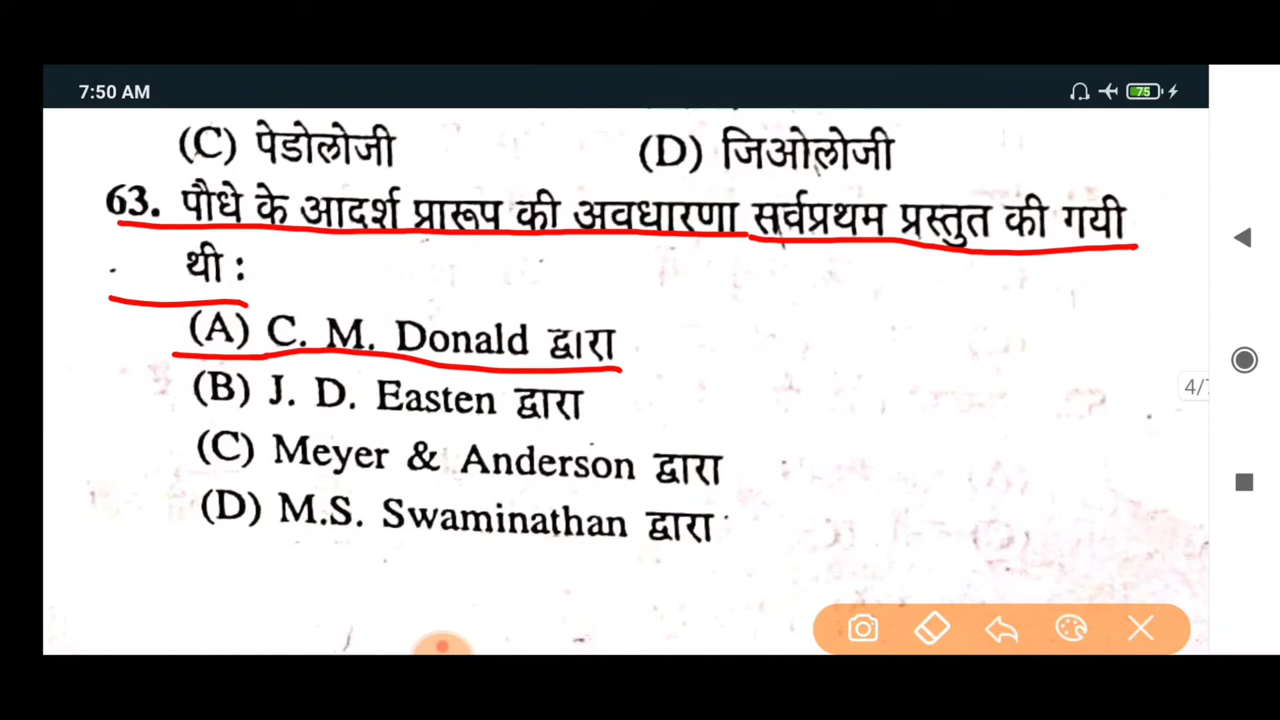 7:50 AM
75
(C) पेडोलोजी (D) जिओलोजी
63. पौधे के आदर्श प्रारूप की अवधारणा सर्वप्रथम प्रस्तुत की गयी
थी :
(A) C. M. Donald द्वारा
4/7
(B) J. D. Easten द्वारा
(C) Meyer & Anderson द्वारा
(D) M.S. Swaminathan द्वारा